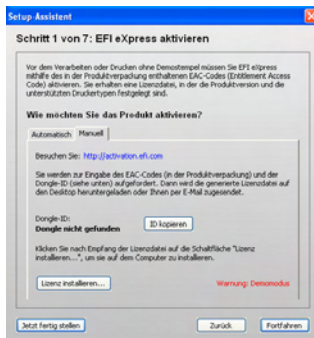 Setup-Assistent
Schritt 1 von 7: EFI eXpress aktivieren
Vor dem Verarbeiten oder Drucken ohne Demostempel müssen Sie EFI eXpress
mithilfe des in der Produktverpackung enthaltenen EAC-Codes (Entitlement Access
Code) aktivieren. Sie erhalten eine Lizenzdatei, in der die Produktversion und die
unterstützten Druckertypen festgelegt sind.
Wie möchten Sie das Produkt aktivieren?
Automatisch Manuell
Besuchen Sie: http://activation.efi.com
Sie werden zur Eingabe des EAC-Codes (in der Produktverpackung) und der
Dongle-ID (siehe unten) aufgefordert. Dann wird die generierte Lizenzdatei auf
den Desktop heruntergeladen oder Ihnen per E-Mail zugesendet.
Dongle-ID:
Dongle nicht gefunden
ID kopieren
Klicken Sie nach Empfang der Lizenzdatei auf die Schaltfläche "Lizenz
installieren...", um sie auf dem Computer zu installieren.
Lizenz installieren...
Warnung: Demomodus
Jetzt fertig stellen
Zurück
Fortfahren